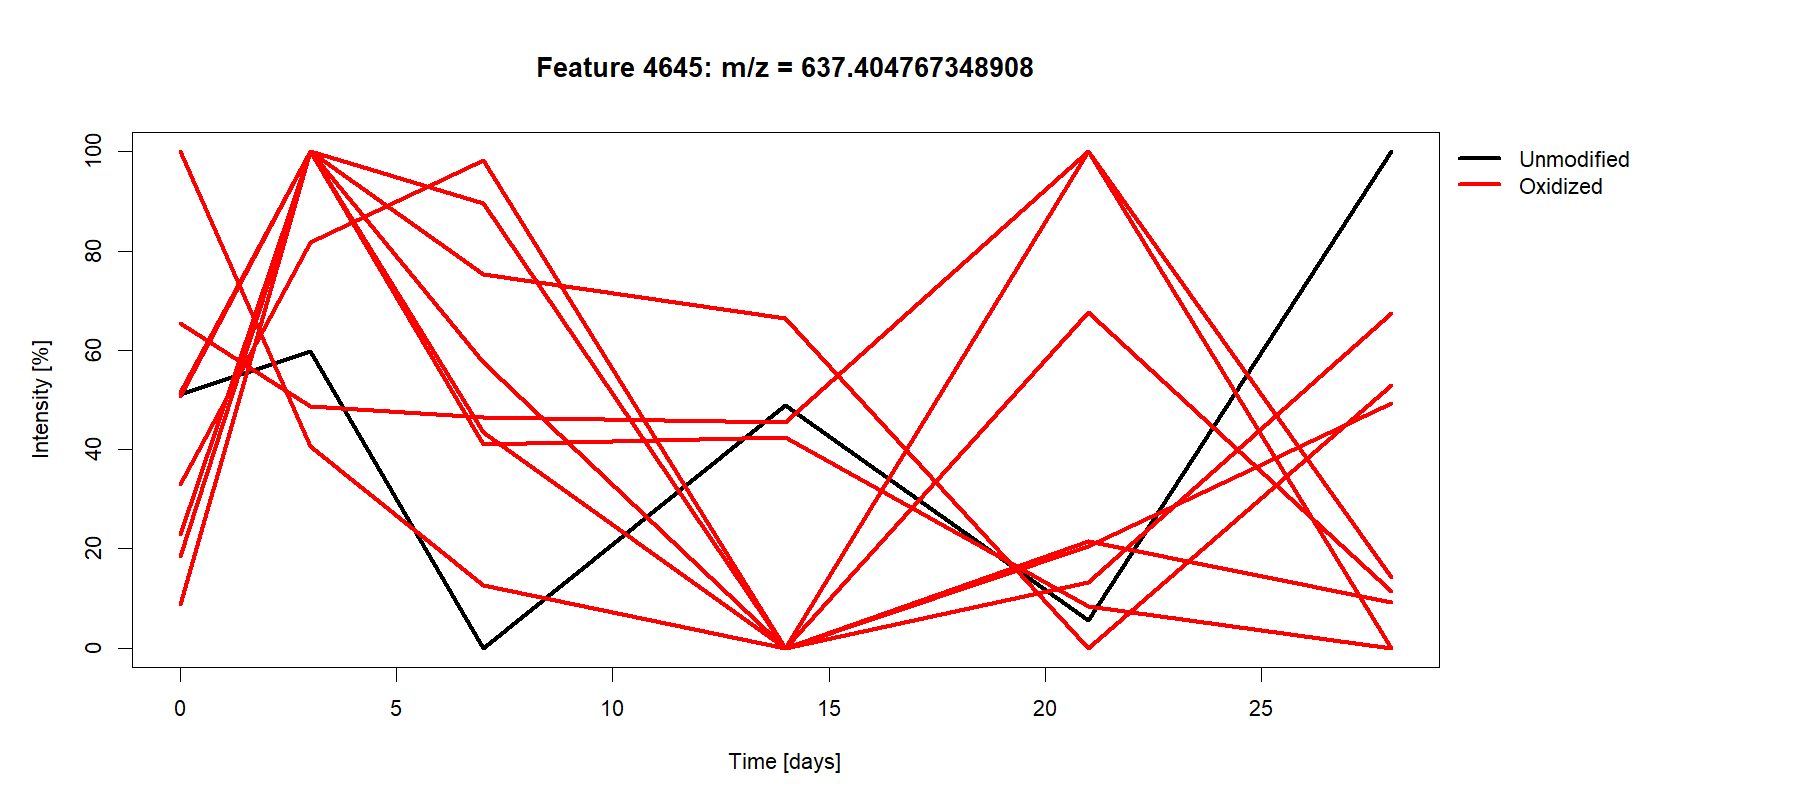 Feature 4645: m/z = 637.404767348908
Unmodified
Oxidized
Intensity [%]
100
80
60
40
20
0
0 5 10 15 20 25
Time [days]